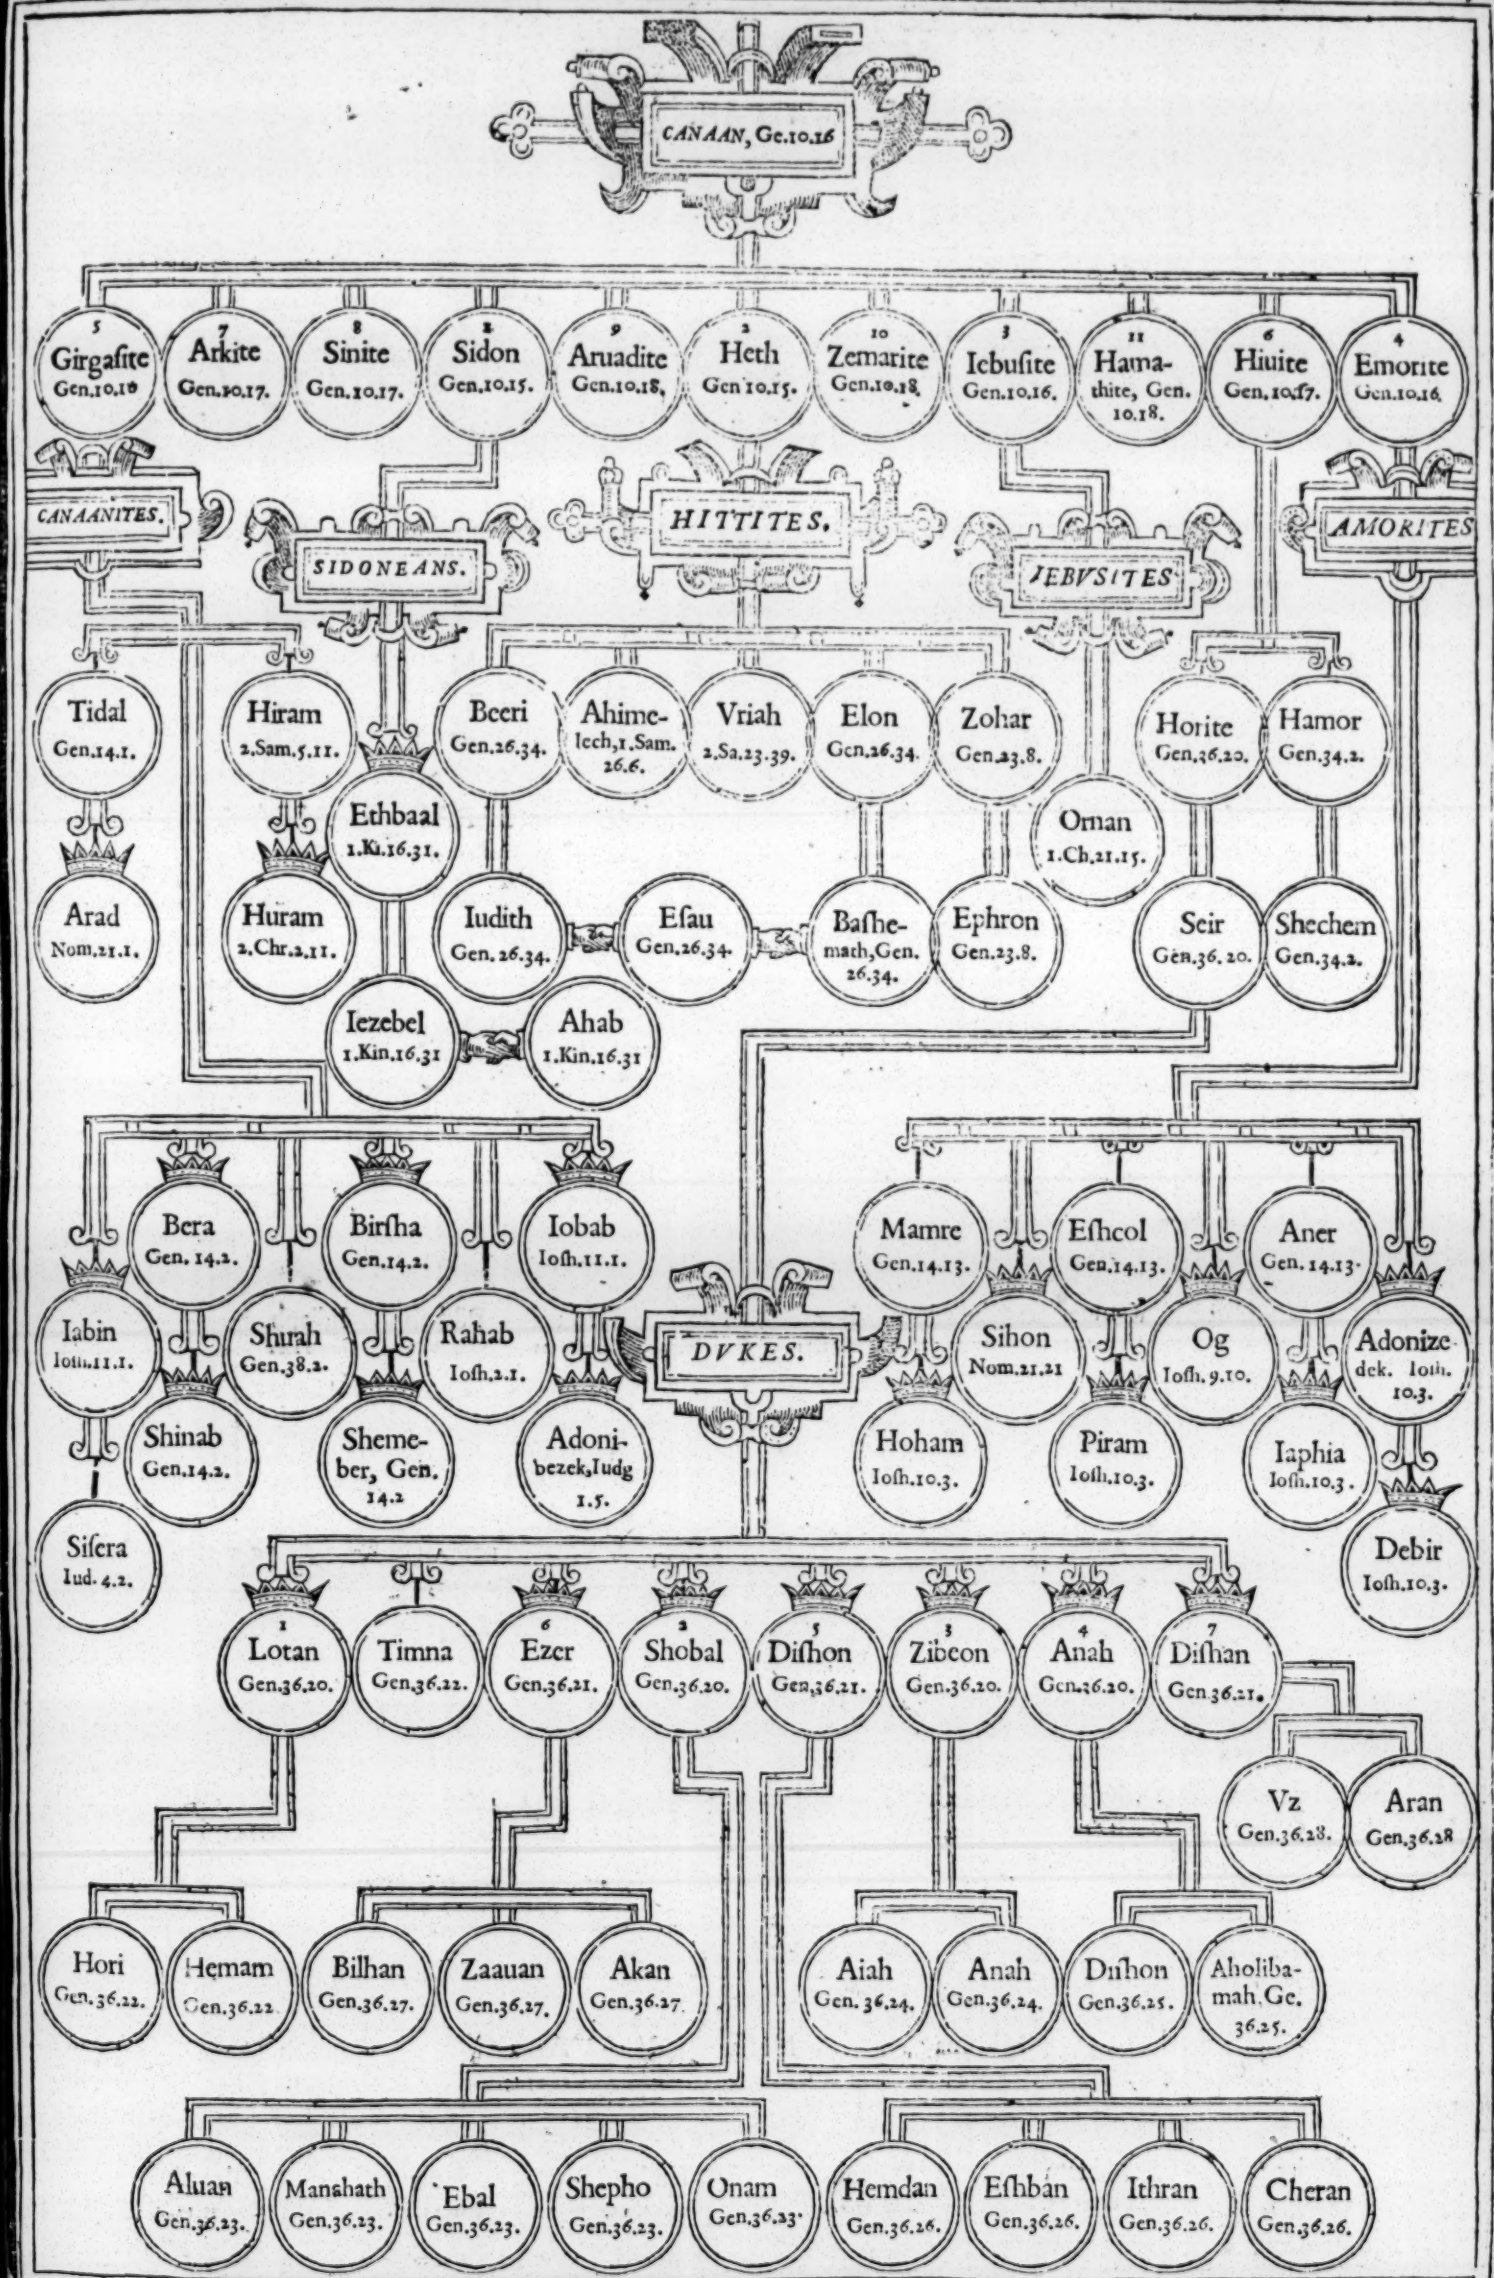 CANAAN, Ge.10.16
5
Girgaſite
Gen.10.16
7
Arkite
Gen.10.17.
8
Sinite
Gen.10.17.
Sidon
Gen.10.15.
9
Aruadite
Gen.10.18.
2
Heth
Gen 10.15.
10
Zemarite
Gen.10.18.
3
Iebuſite
Gen.10.16.
11
Hama-
thite, Gen.
10.18.
6
Hiuite
Gen.10.17.
4
Emorite
Gen.10.16.
CANAANITES.
SIDONEANS.
HITTITES.
IEBVSITES
AMORITES
Tidal
Gen.14.1.
Hiram
2.Sam.5.11.
Beeri
Gen.26.34.
Ahime-
lech,1.Sam.
26.6.
Vriah
2.Sa.23.39.
Elon
Gen.26.34.
Zohar
Gen.23.8.
Horite
Gen.36.20.
Hamor
Gen.34.2.
Ethbaal
1.Ki.16.31.
Ornan
1.Ch.21.15.
Arad
Nom.21.1.
Huram
2.Chr.2.11.
Iudith
Gen.26.34.
Eſau
Gen.26.34.
Baſhe-
math,Gen.
26.34.
Ephron
Gen.23.8.
Seir
Gen.36.20.
Shechem
Gen.34.2.
Iezebel
1.Kin.16.31
Ahab
1.Kin.16.31
Bera
Gen.14.2.
Birſha
Gen.14.2.
Iobab
Ioſh.11.1.
Mamre
Gen.14.13.
Eſhcol
Gen.14.13.
Aner
Gen.14.13.
Iabin
Ioſh.11.1.
Shuah
Gen.38.2.
Rahab
Ioſh.2.1.
DVKES.
Sihon
Nom.21.21
Og
Ioſh.9.10.
Adonize-
dek. Ioſh.
10.3.
Shinab
Gen.14.2.
Sheme-
ber, Gen.
14.2
Adoni-
bezek,Iudg
1.5.
Hoham
Ioſh.10.3.
Piram
Ioſh.10.3.
Iaphia
Ioſh.10.3.
Siſera
Iud.4.2.
Debir
Ioſh.10.3.
1
Lotan
Gen.36.20.
Timna
Gen.36.22.
6
Ezer
Gen.36.21.
2
Shobal
Gen.36.20.
5
Diſhon
Gen.36.21.
3
Zibeon
Gen.36.20.
4
Anah
Gen.36.20.
7
Diſhan
Gen.36.21.
Vz
Gen.36.28.
Aran
Gen.36.28
Hori
Gen.36.22.
Hemam
Gen.36.22
Bilhan
Gen.36.27.
Zaauan
Gen.36.27.
Akan
Gen.36.27
Aiah
Gen.36.24.
Anah
Gen.36.24.
Diſhon
Gen.36.25.
Aholiba-
mah,Ge.
36.25.
Aluan
Gen.36.23.
Manahath
Gen.36.23.
Ebal
Gen.36.23.
Shepho
Gen.36.23.
Onam
Gen.36.23.
Hemdan
Gen.36.26.
Eſhban
Gen.36.26.
Ithran
Gen.36.26.
Cheran
Gen.36.26.